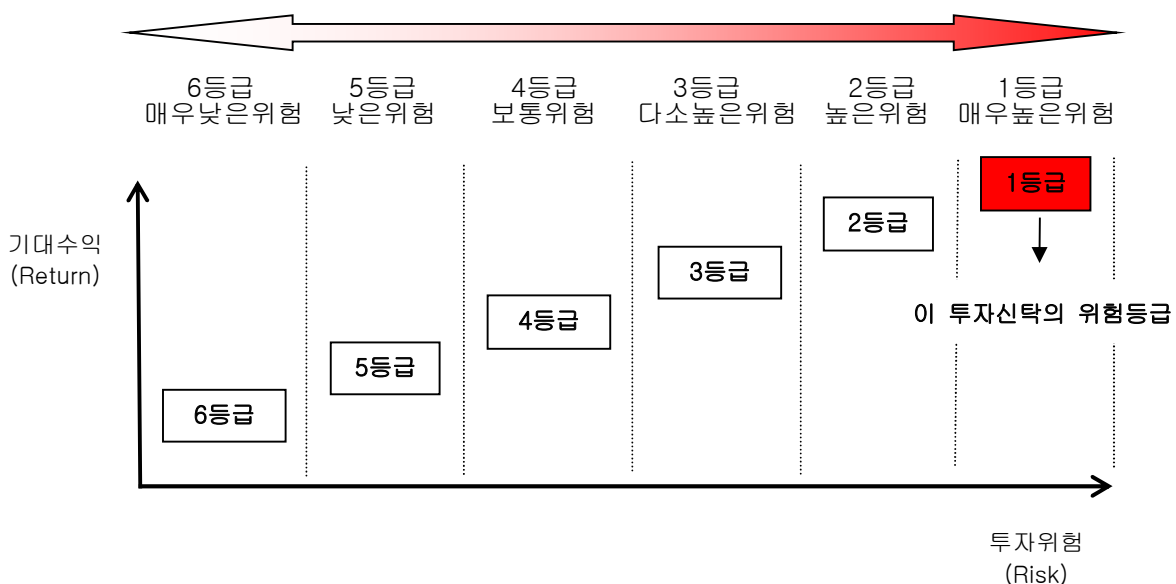 6등급 5등급 4등급 3등급 2등급 1등급
매우낮은위험 낮은위험 보통위험 다소높은위험 높은위험 매우높은위험
1등급
2등급
기대수익
(Return)
3등급
이 투자신탁의 위험등급
4등급
5등급
6등급
투자위험
(Risk)